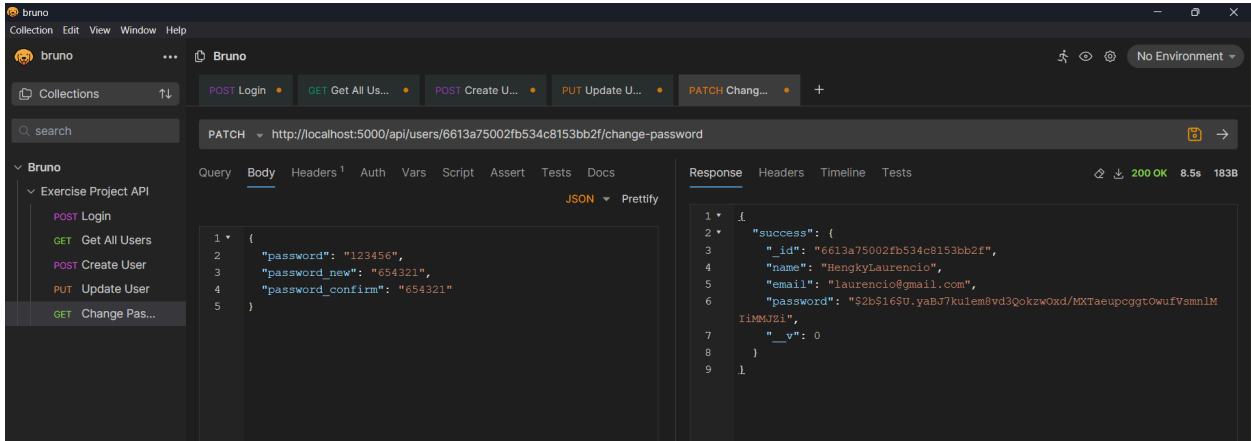 bruno
Collection Edit View Window Help
bruno ••• Bruno No Environment
Collections
POST Login GET Get All Us... POST Create U... PUT Update U... PATCH Chang... +
search
PATCH http://localhost:5000/api/users/6613a75002fb534c8153bb2f/change-password
Bruno
Exercise Project API
POST Login
GET Get All Users
POST Create User
PUT Update User
GET Change Pas...
Query Body Headers 1 Auth Vars Script Assert Tests Docs
JSON Prettify
1 {
2 "password": "123456",
3 "password_new": "654321",
4 "password_confirm": "654321"
5 }
Response Headers Timeline Tests 200 OK 8.5s 183B
1 {
2 "success": {
3 "_id": "6613a75002fb534c8153bb2f",
4 "name": "HengkyLaurencio",
5 "email": "laurencio@gmail.com",
6 "password":
7 "__v": 0
8 }
9 }